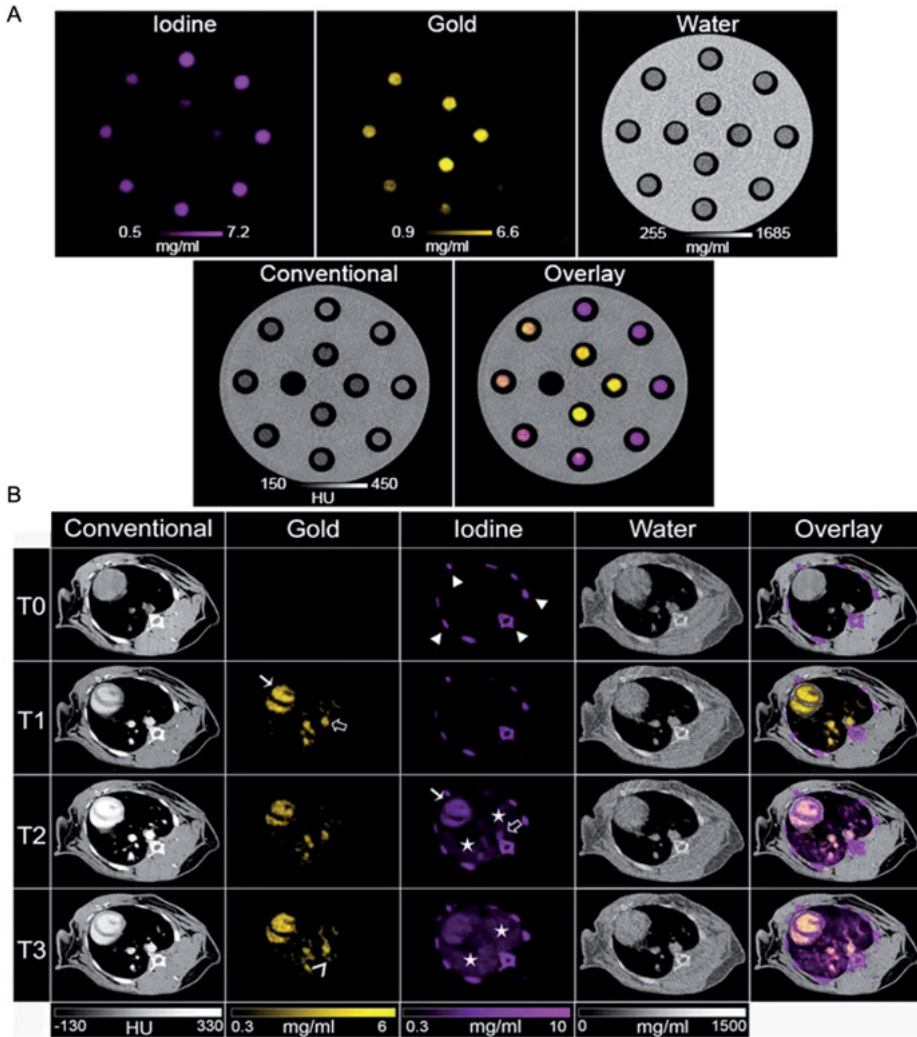 A
Iodine Gold Water
0.5 7.2 0.9 6.6 255 1685
mg/ml mg/ml mg/ml
Conventional Overlay
150 450
HU
B
Conventional Gold Iodine Water Overlay
T0
T1
T2
T3
-130 330 0.3 6 0.3 10 0 1500
HU mg/ml mg/ml mg/ml